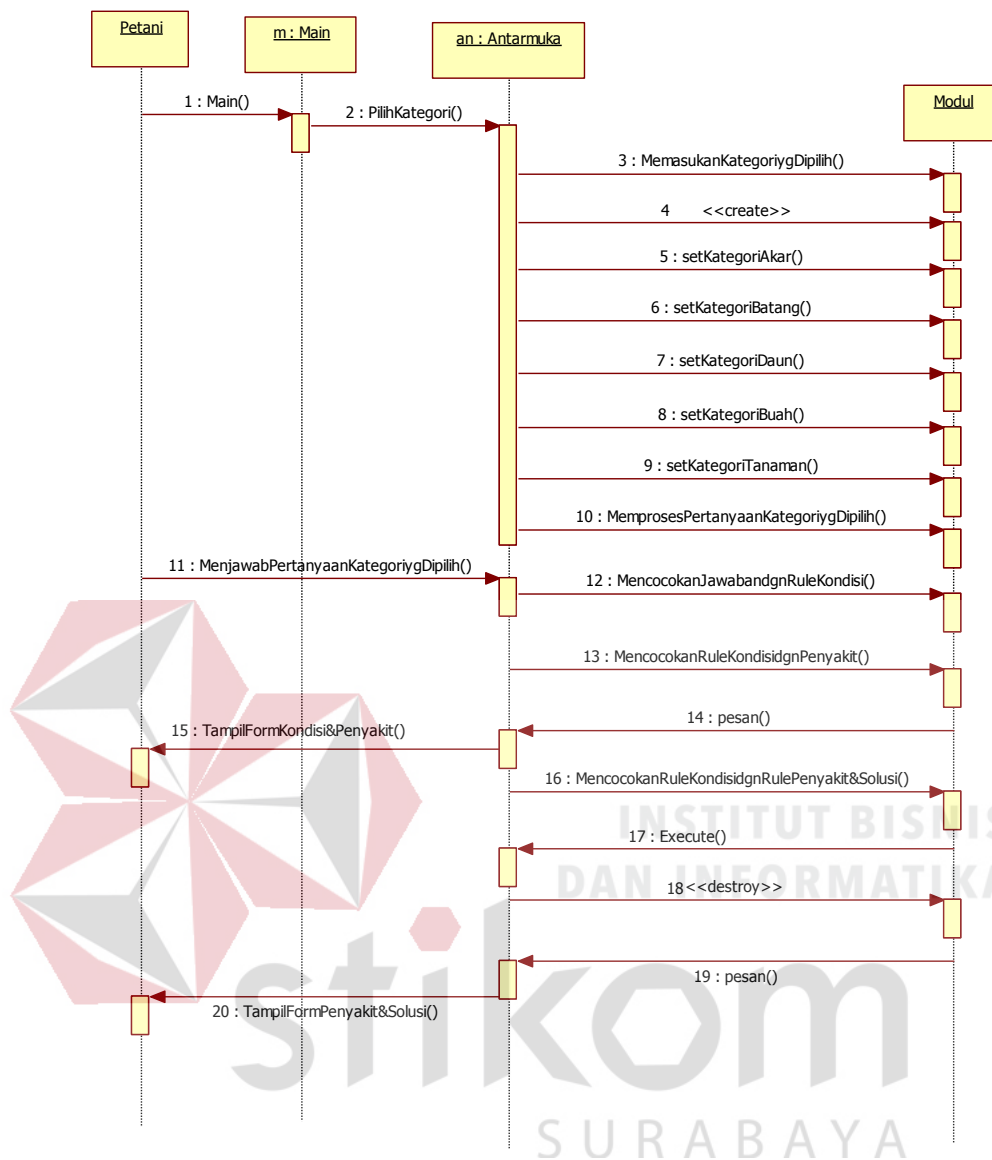 Petani
m : Main
an : Antarmuka
Modul
1 : Main()
2 : PilihKategori()
3 : MemasukanKategoriygDipilih()
4 <<create>>
5 : setKategoriAkar()
6 : setKategoriBatang()
7 : setKategoriDaun()
8 : setKategoriBuah()
9 : setKategoriTanaman()
10 : MemprosesPertanyaanKategoriygDipilih()
11 : MenjawabPertanyaanKategoriygDipilih()
12 : MencocokanJawabandgnRuleKondisi()
13 : MencocokanRuleKondisidgnPenyakit()
14 : pesan()
15 : TampilFormKondisi&Penyakit()
16 : MencocokanRuleKondisidgnRulePenyakit&Solusi()
INSTITUT BISNIS
17 : Execute()
DAN INFORMATIKA
18 <<destroy>>
19 : pesan()
20 : TampilFormPenyakit&Solusi()
stikom
SURABAYA